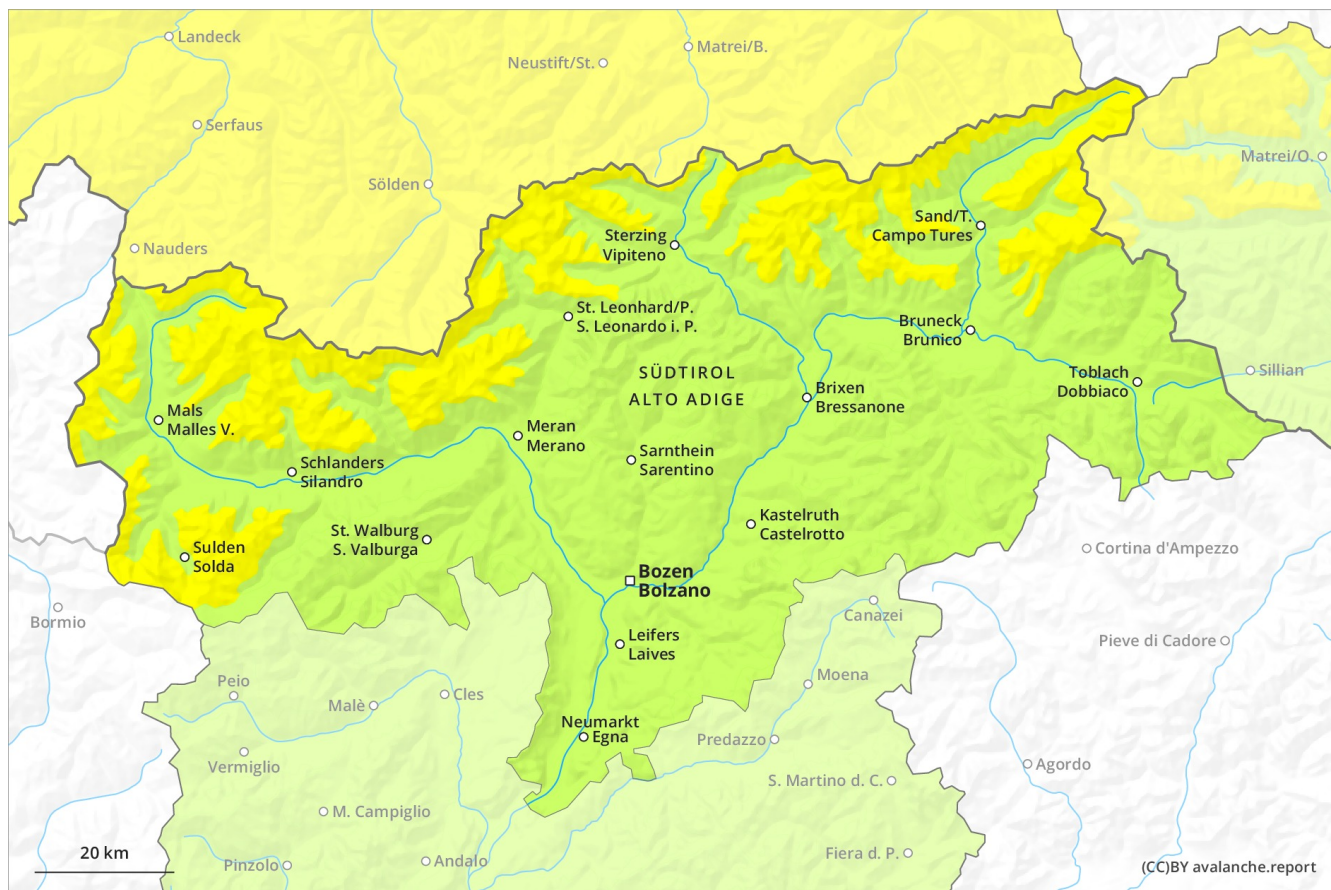 Landeck
Matrei/B.
Neustift/St.
Serfaus
Matrei/O.
Sölden
Sand/T.
Campo Tures
Sterzing
Vipiteno
Nauders
St. Leonhard/P.
S. Leonardo i. P.
Bruneck
Brunico
SÜDTIROL
ALTO ADIGE
Toblach
Dobbiaco
Sillian
Brixen
Bressanone
Mals
Malles V.
Meran
Merano
Sarnthein
Sarentino
Schlanders
Silandro
Kastelruth
Castelrotto
St. Walburg
S. Valburga
Sulden
Solda
Cortina d'Ampezzo
Bozen
Bolzano
Bormio
Canazei
Leifers
Laives
Pieve di Cadore
Peio
Moena
Malè
Cles
Neumarkt
Egna
Predazzo
Vermiglio
Agordo
S. Martino d. C.
M. Campiglio
20 km
Pinzolo
Andalo
Fiera d. P.
(CC)BY avalanche.report